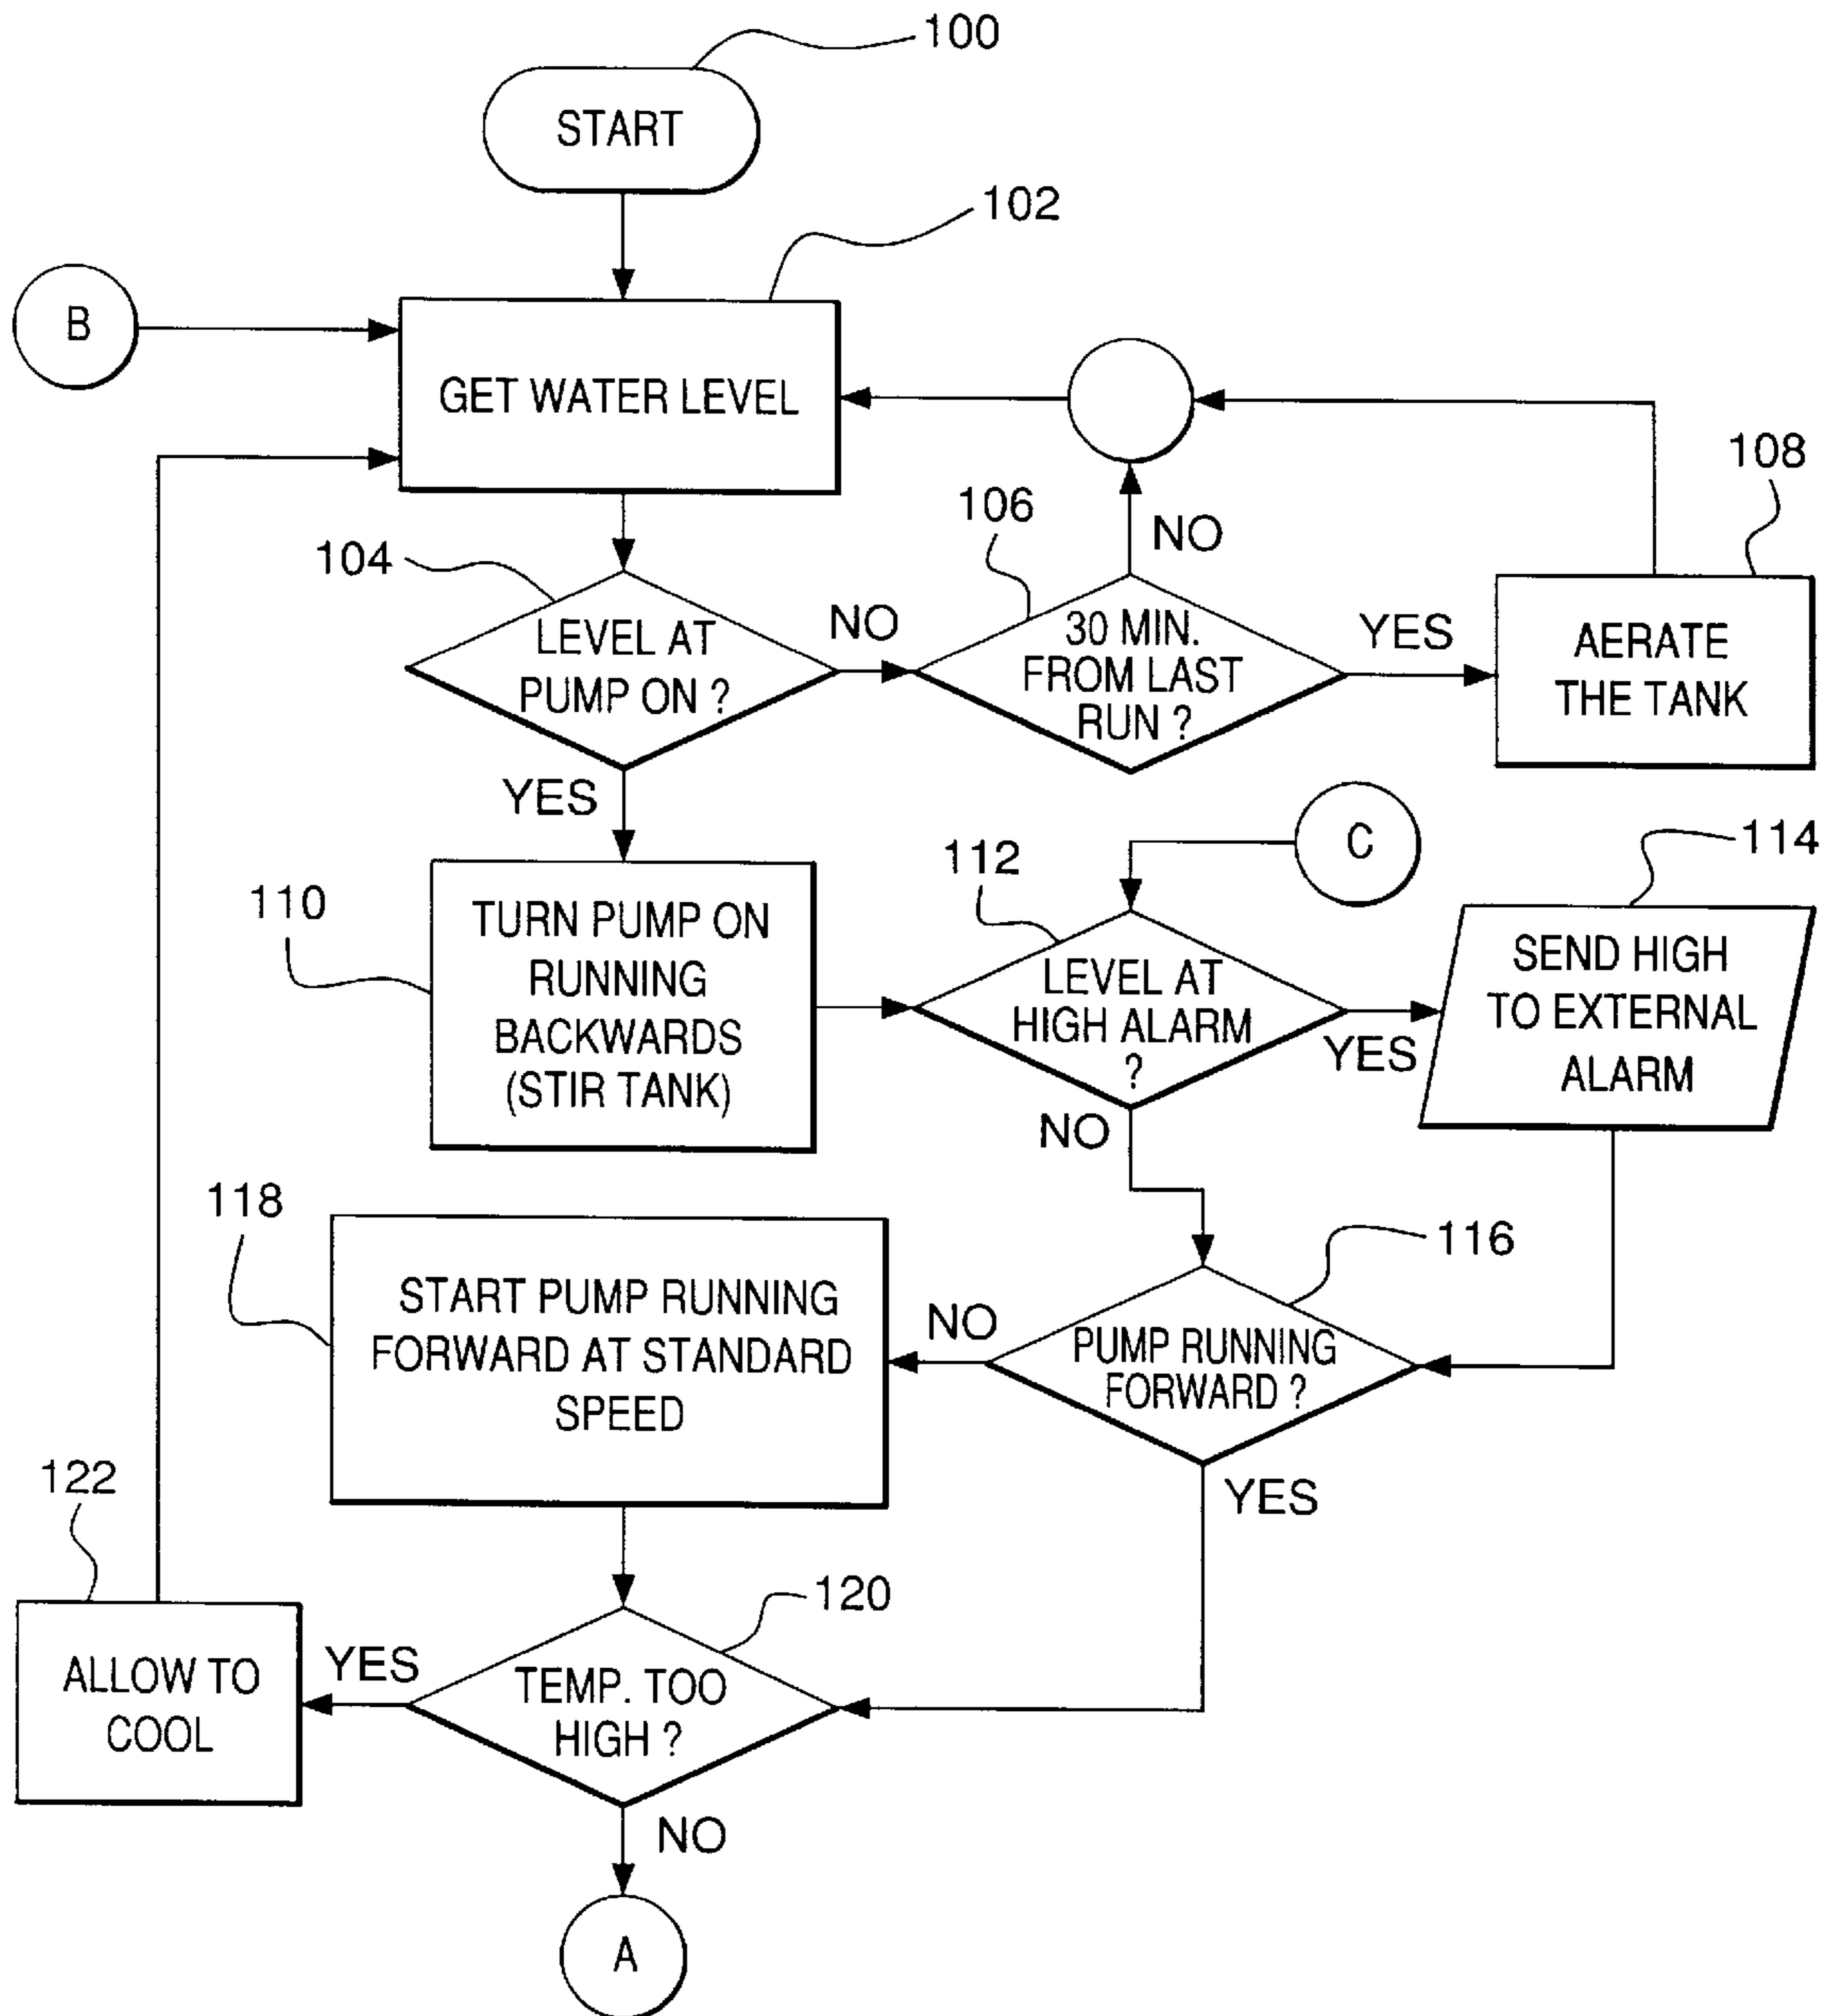 100
START
102
B
GET WATER LEVEL
108
106
NO
104
LEVEL AT
PUMP ON ?
NO
30 MIN.
FROM LAST
RUN ?
YES
AERATE
THE TANK
YES
C
114
112
110
TURN PUMP ON
RUNNING
BACKWARDS
(STIR TANK)
LEVEL AT
HIGH ALARM
?
YES
SEND HIGH
TO EXTERNAL
ALARM
NO
118
116
START PUMP RUNNING
FORWARD AT STANDARD
SPEED
NO
PUMP RUNNING
FORWARD ?
YES
122
120
ALLOW TO
COOL
YES
TEMP. TOO
HIGH ?
NO
A